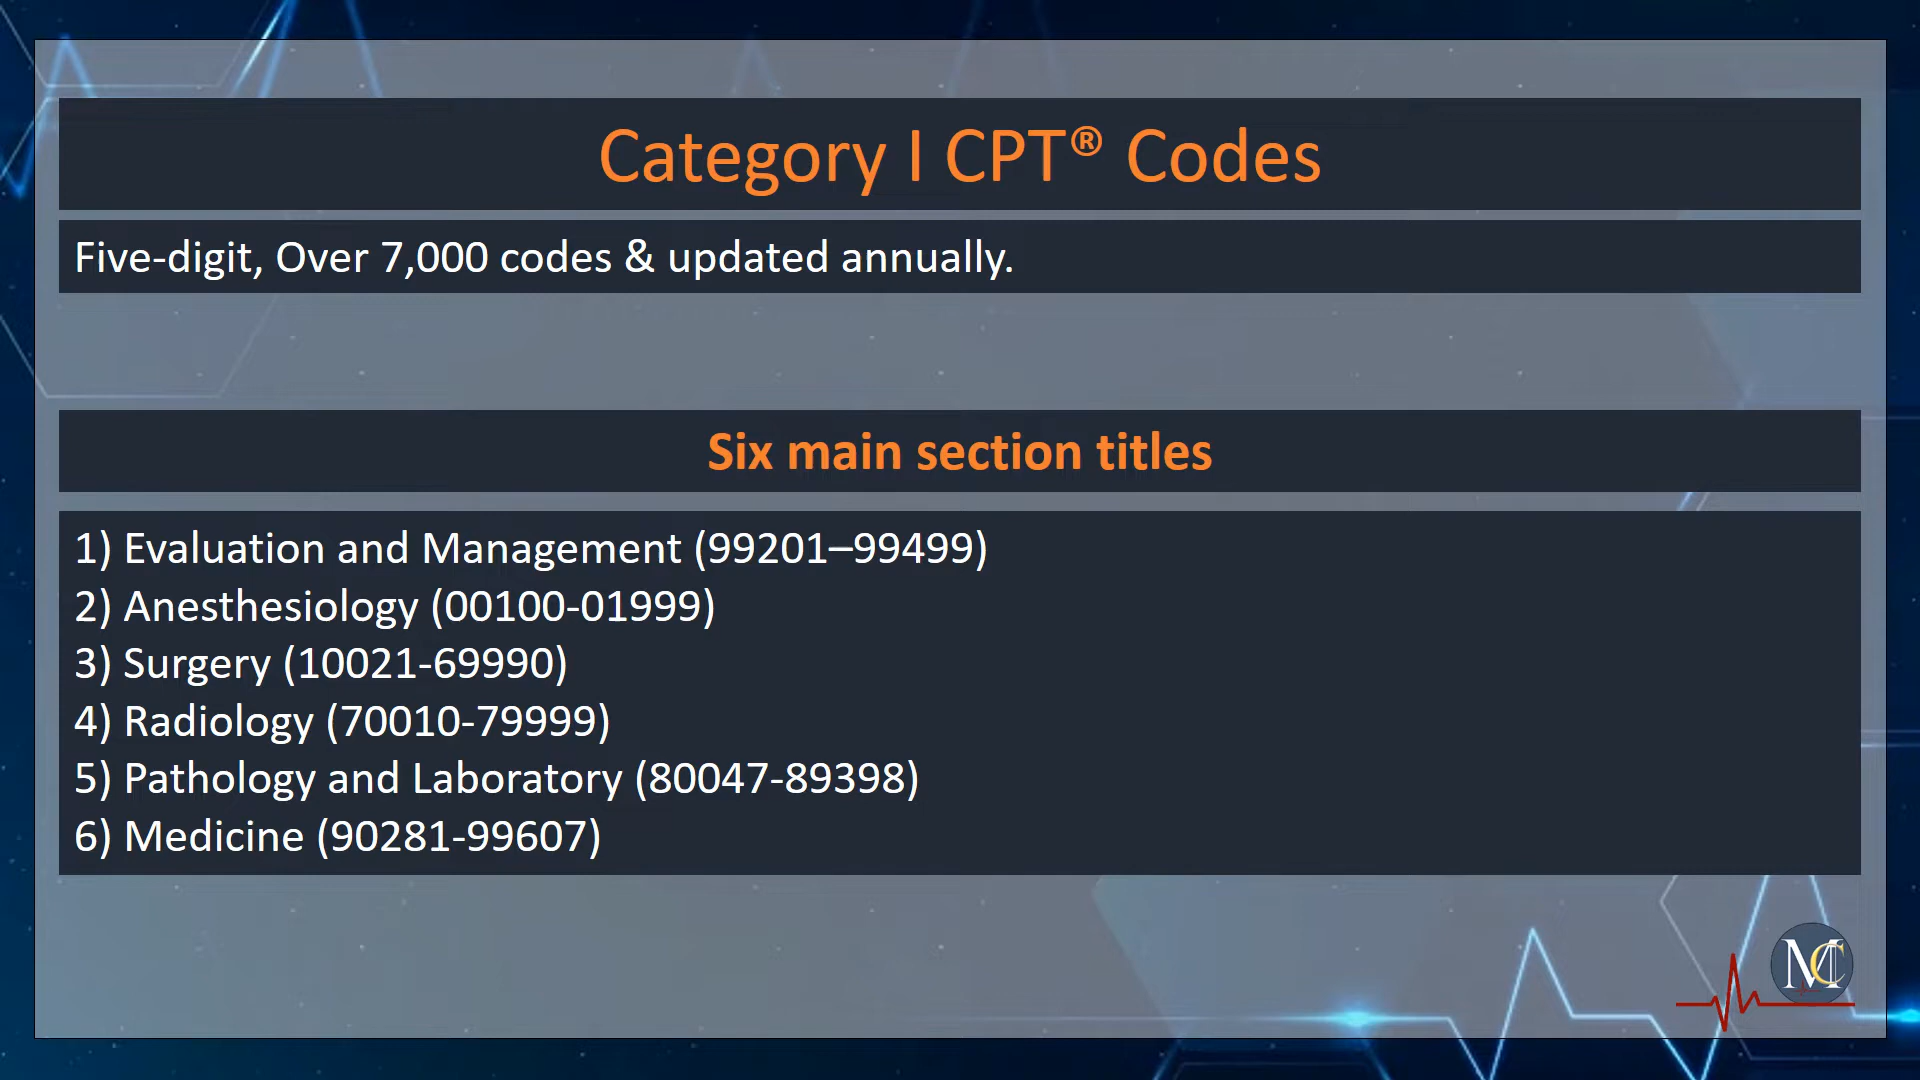 Category I CPT® Codes
Five-digit, Over 7,000 codes & updated annually.
Six main section titles
1) Evaluation and Management (99201–99499)
2) Anesthesiology (00100-01999)
3) Surgery (10021-69990)
4) Radiology (70010-79999)
5) Pathology and Laboratory (80047-89398)
6) Medicine (90281-99607)
MC